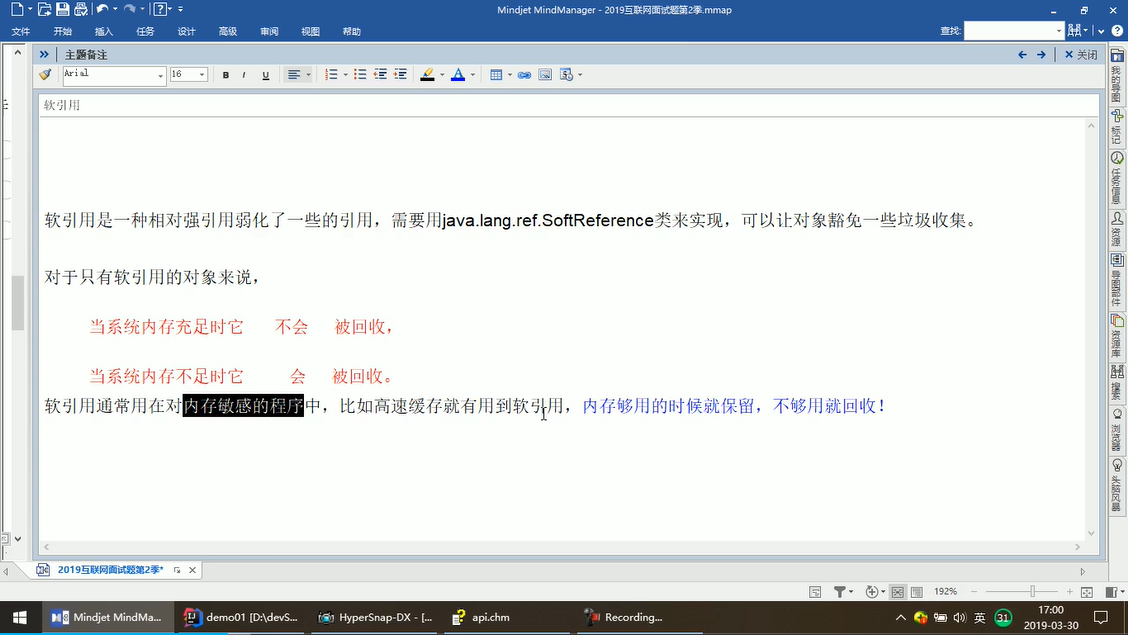 Mindjet MindManager - 2019互联网面试题第2季.mmap
文件 开始 插入 任务 设计 高级 审阅 视图 帮助 查找:
主题备注 关闭
Arial 16 B I U A
软引用
软引用是一种相对强引用弱化了一些的引用，需要用java.lang.ref.SoftReference类来实现，可以让对象豁免一些垃圾收集。
对于只有软引用的对象来说，
当系统内存充足时它 不会 被回收，
当系统内存不足时它 会 被回收。
软引用通常用在对内存敏感的程序中，比如高速缓存就有用到软引用，内存够用的时候就保留，不够用就回收！
我的导图
标记
任务信息
资源
导图部件
资源库
搜索
浏览器
头脑风暴
2019互联网面试题第2季*
192%
Mindjet MindMa...
demo01 [D:\devS...
HyperSnap-DX - [...
api.chm
Recording...
英
31
17:00
2019-03-30